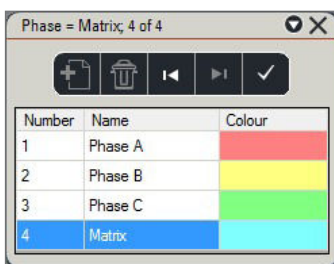 Phase = Matrix; 4 of 4
Number Name Colour
1 Phase A
2 Phase B
3 Phase C
4 Matrix